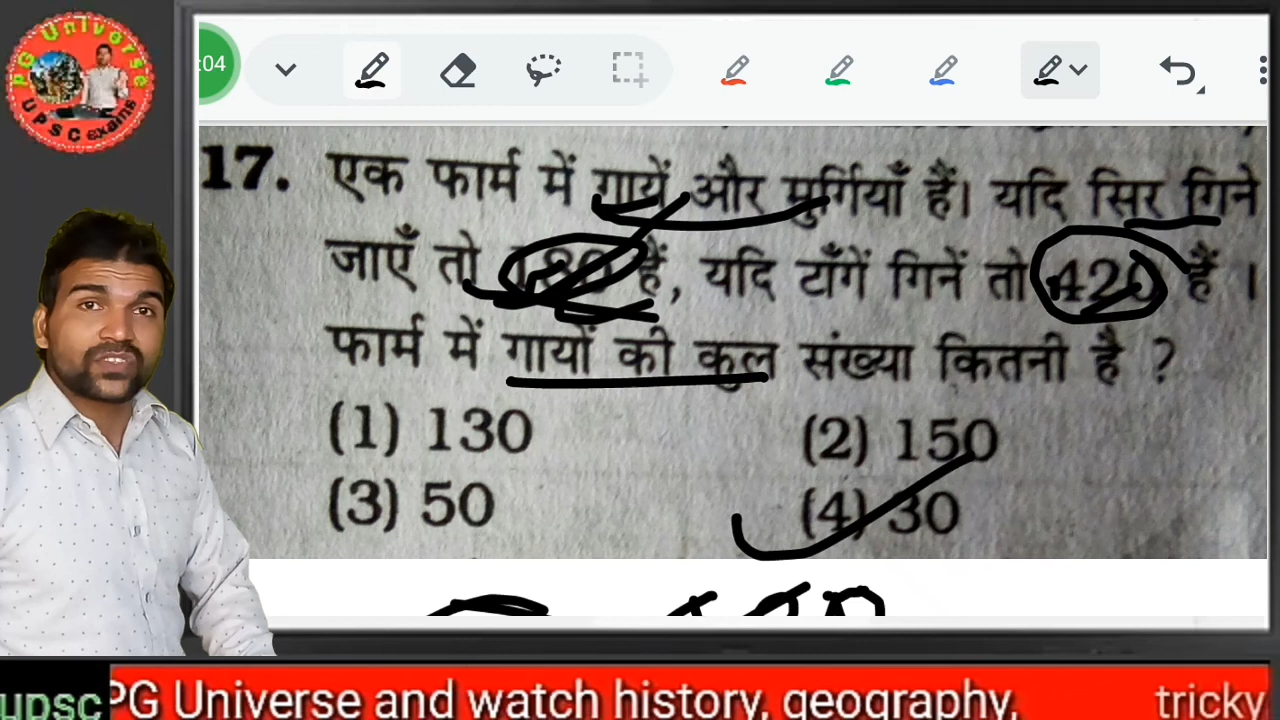 PG Universe
UPSC exams
:04
17. एक फार्म में गायें और मुर्गियाँ हैं। यदि सिर गिने
जाएँ तो 180 हैं, यदि टाँगें गिनें तो 420 हैं ।
फार्म में गायों की कुल संख्या कितनी है ?
(1) 130 (2) 150
(3) 50 (4) 30
upsc PG Universe and watch history, geography, tricky